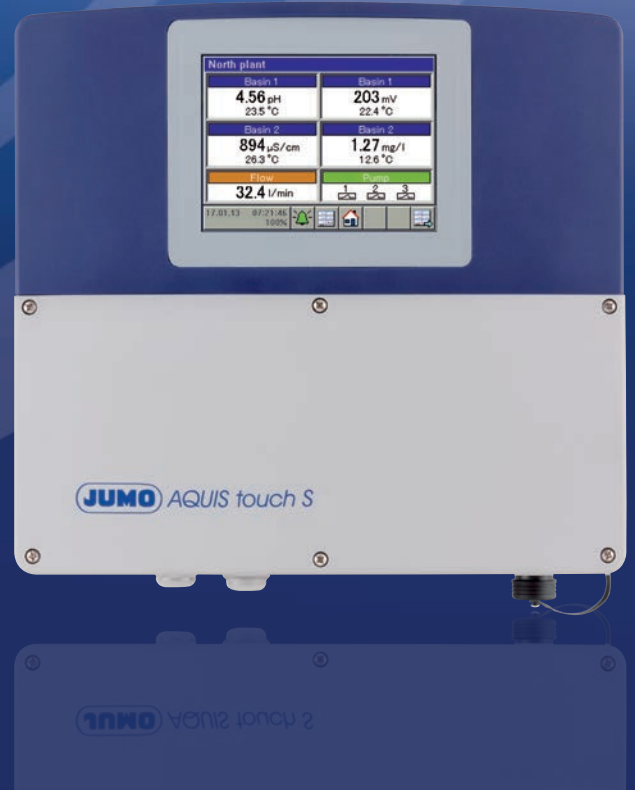 North plant
Basin 1
4.56 pH
23.5 °C
Basin 1
203 mV
22.4 °C
Basin 2
894 µS/cm
26.3 °C
Basin 2
1.27 mg/l
12.6 °C
Flow
32.4 l/min
Pump
1 2 3
17.01.13 07:21:46
100%
JUMO AQUIS touch S